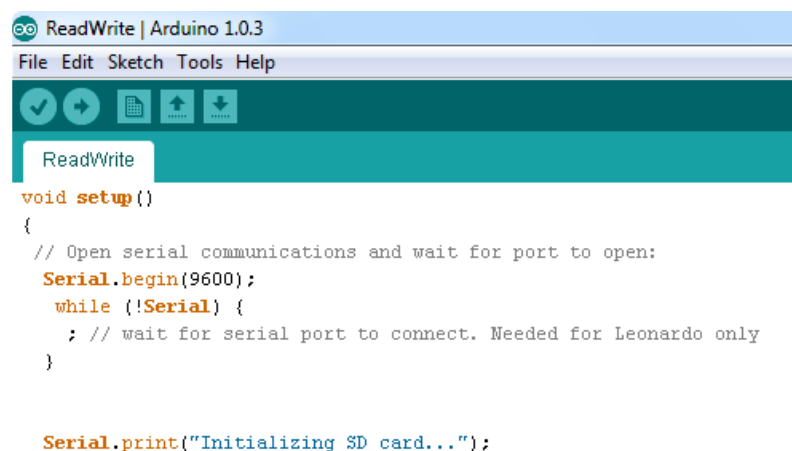 ReadWrite | Arduino 1.0.3
File Edit Sketch Tools Help
ReadWrite
void setup()
{
// Open serial communications and wait for port to open:
Serial.begin(9600);
while (!Serial) {
; // wait for serial port to connect. Needed for Leonardo only
}
Serial.print("Initializing SD card...");